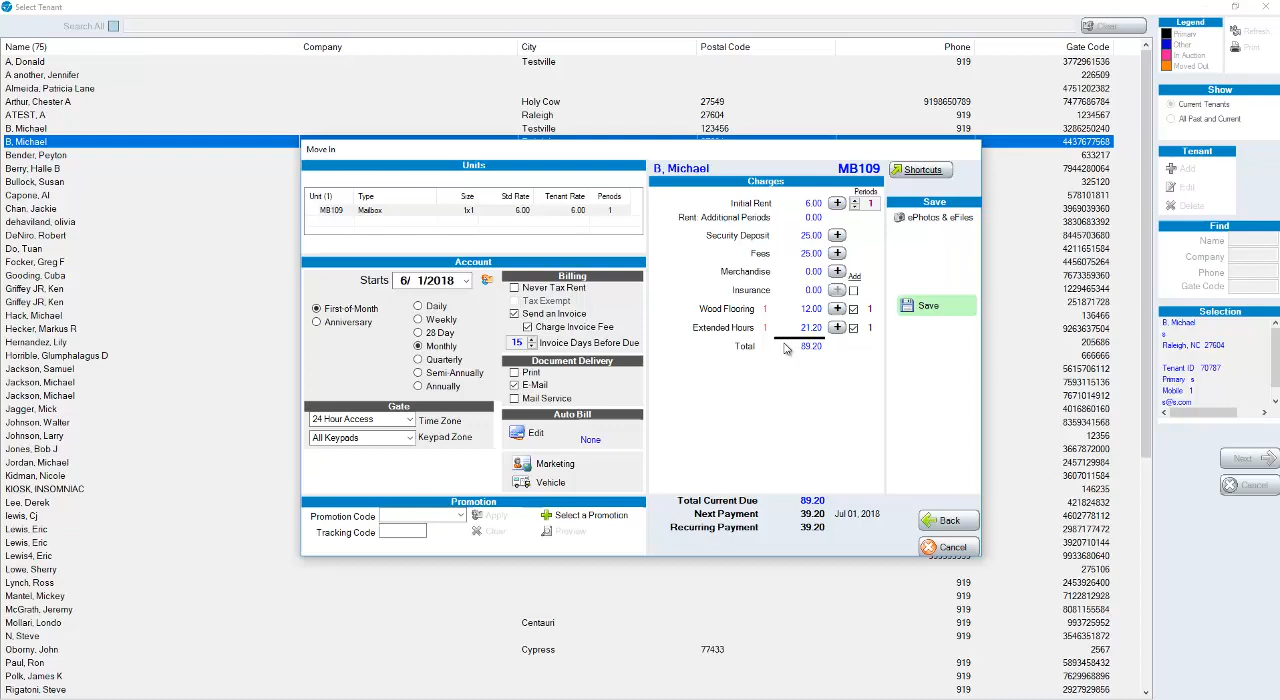 Select Tenant
Search All
Clear
Name (75) Company City Postal Code Phone Gate Code
A, Donald Testville 919 3772961536
A another, Jennifer 226509
Almeida, Patricia Lane 4751202382
Arthur, Chester A Holy Cow 27549 9198650789 7477686784
ATEST, A Raleigh 27604 919 1234567
B, Michael Testville 123456 919 3286250240
B, Michael 4437677568
Bender, Peyton 633217
Berry, Halle B 7944280064
Bullock, Susan 325120
Capone, Al 578101811
Chan, Jackie 3969039360
dehaviland, olivia 3830683392
DeNiro, Robert 8445703680
Do, Tuan 4211651584
Focker, Greg F 4456075264
Gooding, Cuba 7673359360
Griffey JR, Ken 1229465344
Griffey JR, Ken 251871728
Hack, Michael 136466
Hecker, Markus R 9263637504
Hernandez, Lily 205686
Horrible, Glumphalagus D 666666
Jackson, Samuel 5615706112
Jackson, Michael 7593115136
Jackson, Michael 7671401728
Jagger, Mick 4016860160
Johnson, Walter 8359341568
Johnson, Larry 12356
Jones, Bob J 3667872000
Jordan, Michael 2457129984
Kidman, Nicole 3607011584
KIOSK, INSOMNIAC 146235
Lee, Derek 421824832
lewis, Gj 4602778112
Lewis, Eric 2987177472
Lewis, Eric 3920710144
Lewis4, Eric 9933680640
Lowe, Sherry 275106
Lynch, Ross 919 2453926400
Mantel, Mickey 919 7122812928
McGrath, Jeremy 919 8081155584
Mollari, Londo Centauri 919 993725952
N, Steve 919 3546351872
Oborny, John Cypress 77433 919 2567
Paul, Ron 919 5893458432
Polk, James K 919 7629968896
Rigatoni, Steve 919 2927929856
Move In
Units
Unit (1) Type Size Std Rate Tenant Rate Periods
MB109 Mailbox 1x1 6.00 6.00 1
Account
Starts 6/ 1/2018
First-of-Month
Anniversary
Daily
Weekly
28 Day
Monthly
Quarterly
Semi-Annually
Annually
Gate
24 Hour Access Time Zone
All Keypads Keypad Zone
Billing
Never Tax Rent
Tax Exempt
Send an Invoice
Charge Invoice Fee
15 Invoice Days Before Due
Document Delivery
Print
E-Mail
Mail Service
Auto Bill
Edit
None
Marketing
Vehicle
Promotion
Promotion Code Apply Select a Promotion
Tracking Code Clear Preview
B, Michael MB109
Charges
Periods
Initial Rent 6.00 + 1
Rent: Additional Periods 0.00
Security Deposit 25.00 +
Fees 25.00 +
Merchandise 0.00 + Add
Insurance 0.00 +
Wood Flooring 1 12.00 + 1
Extended Hours 1 21.20 + 1
Total 89.20
Total Current Due 89.20
Next Payment 39.20 Jul 01, 2018
Recurring Payment 39.20
Shortcuts
Save
ePhotos & eFiles
Save
Back
Cancel
Legend
Primary
Other
In Auction
Moved Out
Refresh
Print
Show
Current Tenants
All Past and Current
Tenant
Add
Edit
Delete
Find
Name
Company
Phone
Gate Code
Selection
B, Michael
s
Raleigh, NC 27604
Tenant ID 70787
Primary s
Mobile 1
s@s.com
Next
Cancel